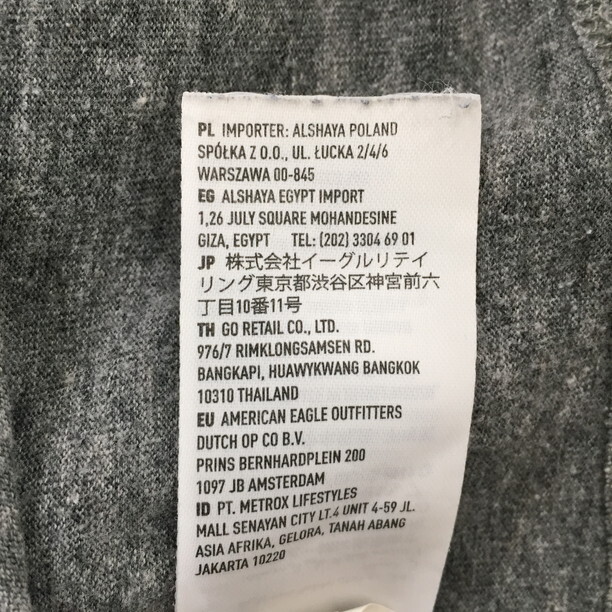 PL IMPORTER: ALSHAYA POLAND
SPÓŁKA Z O.O., UL. ŁUCKA 2/4/6
WARSZAWA 00-845
EG ALSHAYA EGYPT IMPORT
1,26 JULY SQUARE MOHANDESINE
GIZA, EGYPT TEL: (202) 3304 69 01
JP 株式会社イーグルリテイ
リング東京都渋谷区神宮前六
丁目10番11号
TH GO RETAIL CO., LTD.
976/7 RIMKLONGSAMSEN RD.
BANGKAPI, HUAWYKWANG BANGKOK
10310 THAILAND
EU AMERICAN EAGLE OUTFITTERS
DUTCH OP CO B.V.
PRINS BERNHARDPLEIN 200
1097 JB AMSTERDAM
ID PT. METROX LIFESTYLES
MALL SENAYAN CITY LT.4 UNIT 4-59 JL.
ASIA AFRIKA, GELORA, TANAH ABANG
JAKARTA 10220